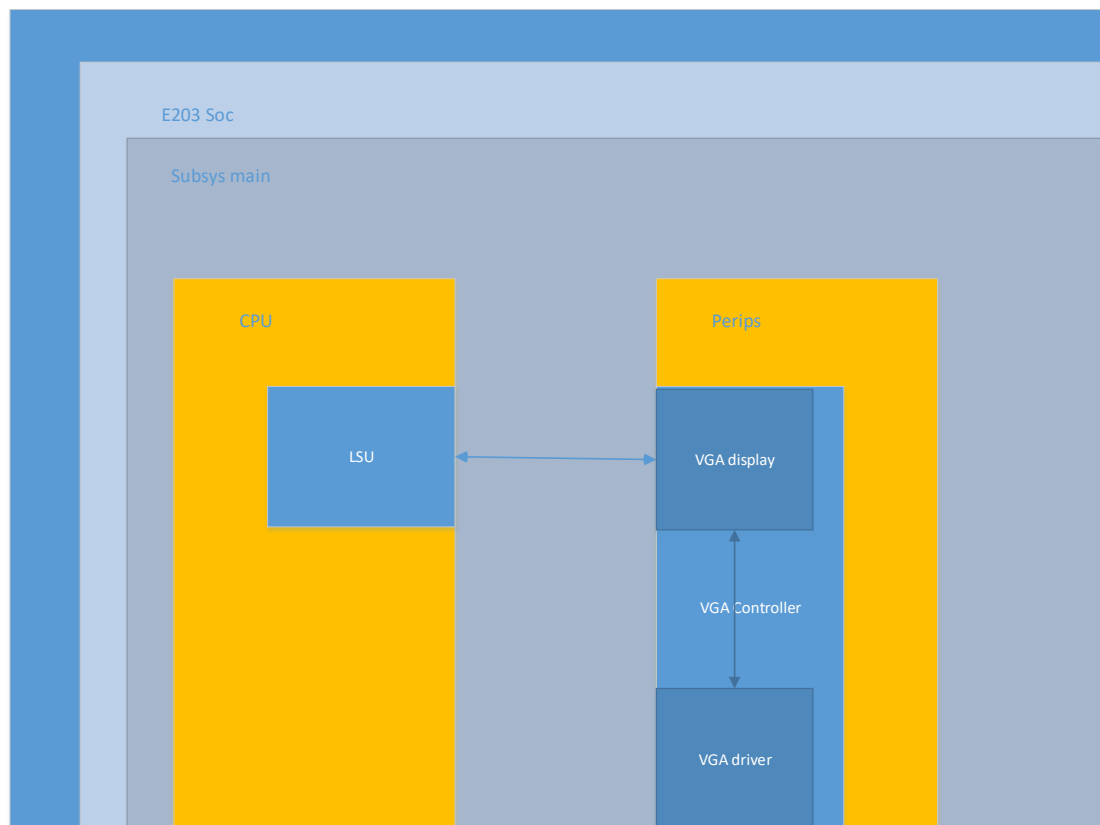 E203 Soc
Subsys main
CPU
Perips
LSU
VGA display
VGA Controller
VGA driver